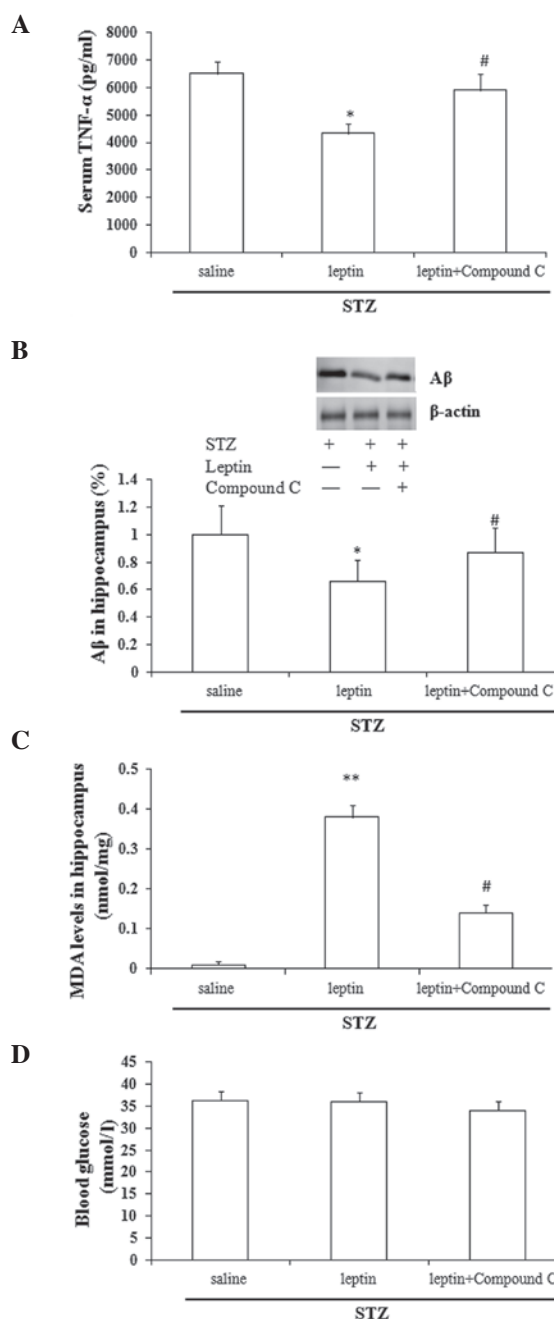 A
Serum TNF-α (pg/ml)
8000
7000
6000
5000
4000
3000
2000
1000
0
*
#
saline leptin leptin+Compound C
STZ
B
Aβ
β-actin
STZ + + +
Leptin — + +
Compound C — — +
Aβ in hippocampus (%)
1.4
1.2
1
0.8
0.6
0.4
0.2
0
*
#
saline leptin leptin+Compound C
STZ
C
MDA levels in hippocampus
(nmol/mg)
0.5
0.4
0.3
0.2
0.1
0
**
#
saline leptin leptin+Compound C
STZ
D
Blood glucose
(mmol/l)
45
40
35
30
25
20
15
10
5
0
saline leptin leptin+Compound C
STZ